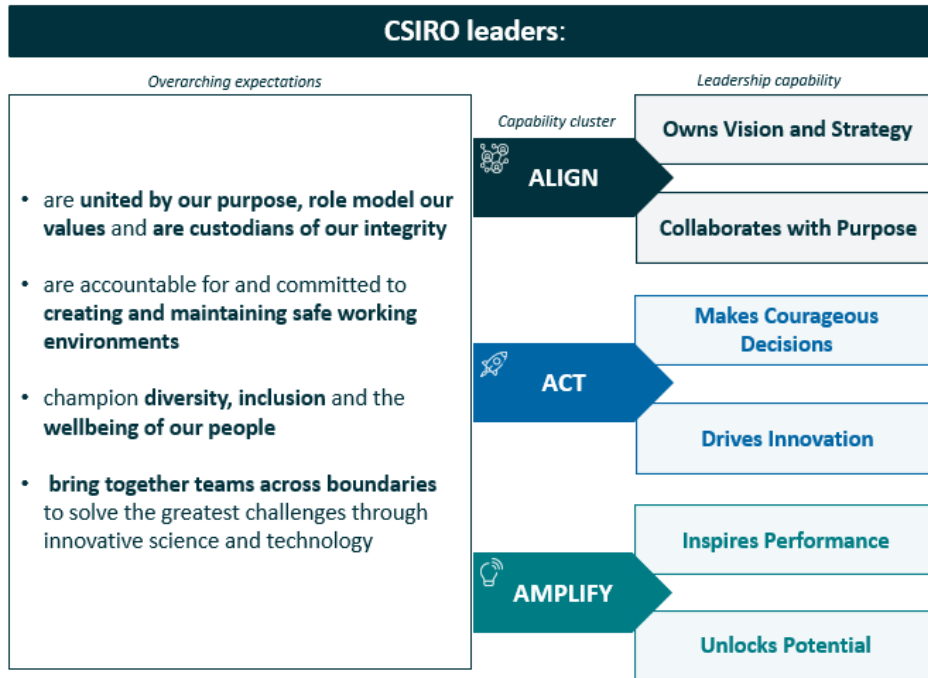 CSIRO leaders:
Overarching expectations
• are united by our purpose, role model our
values and are custodians of our integrity
• are accountable for and committed to
creating and maintaining safe working
environments
• champion diversity, inclusion and the
wellbeing of our people
• bring together teams across boundaries
to solve the greatest challenges through
innovative science and technology
Capability cluster
Leadership capability
ALIGN
Owns Vision and Strategy
Collaborates with Purpose
ACT
Makes Courageous
Decisions
Drives Innovation
AMPLIFY
Inspires Performance
Unlocks Potential